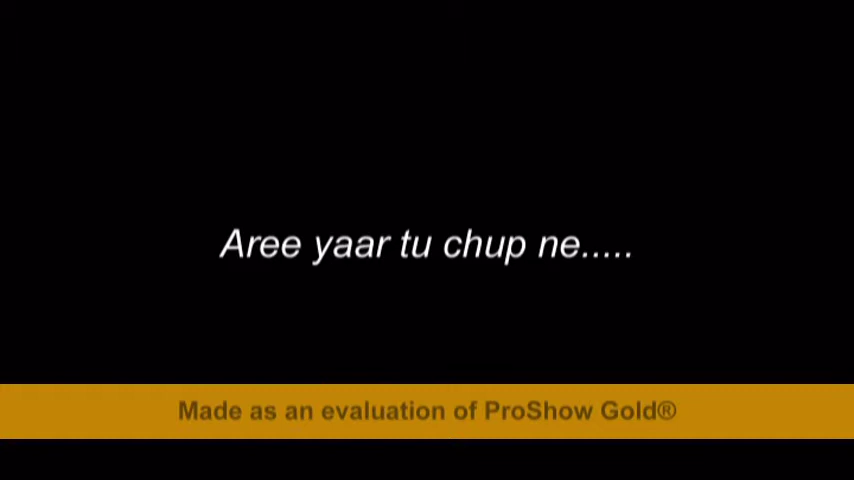 Aree yaar tu chup ne.....
Made as an evaluation of ProShow Gold®